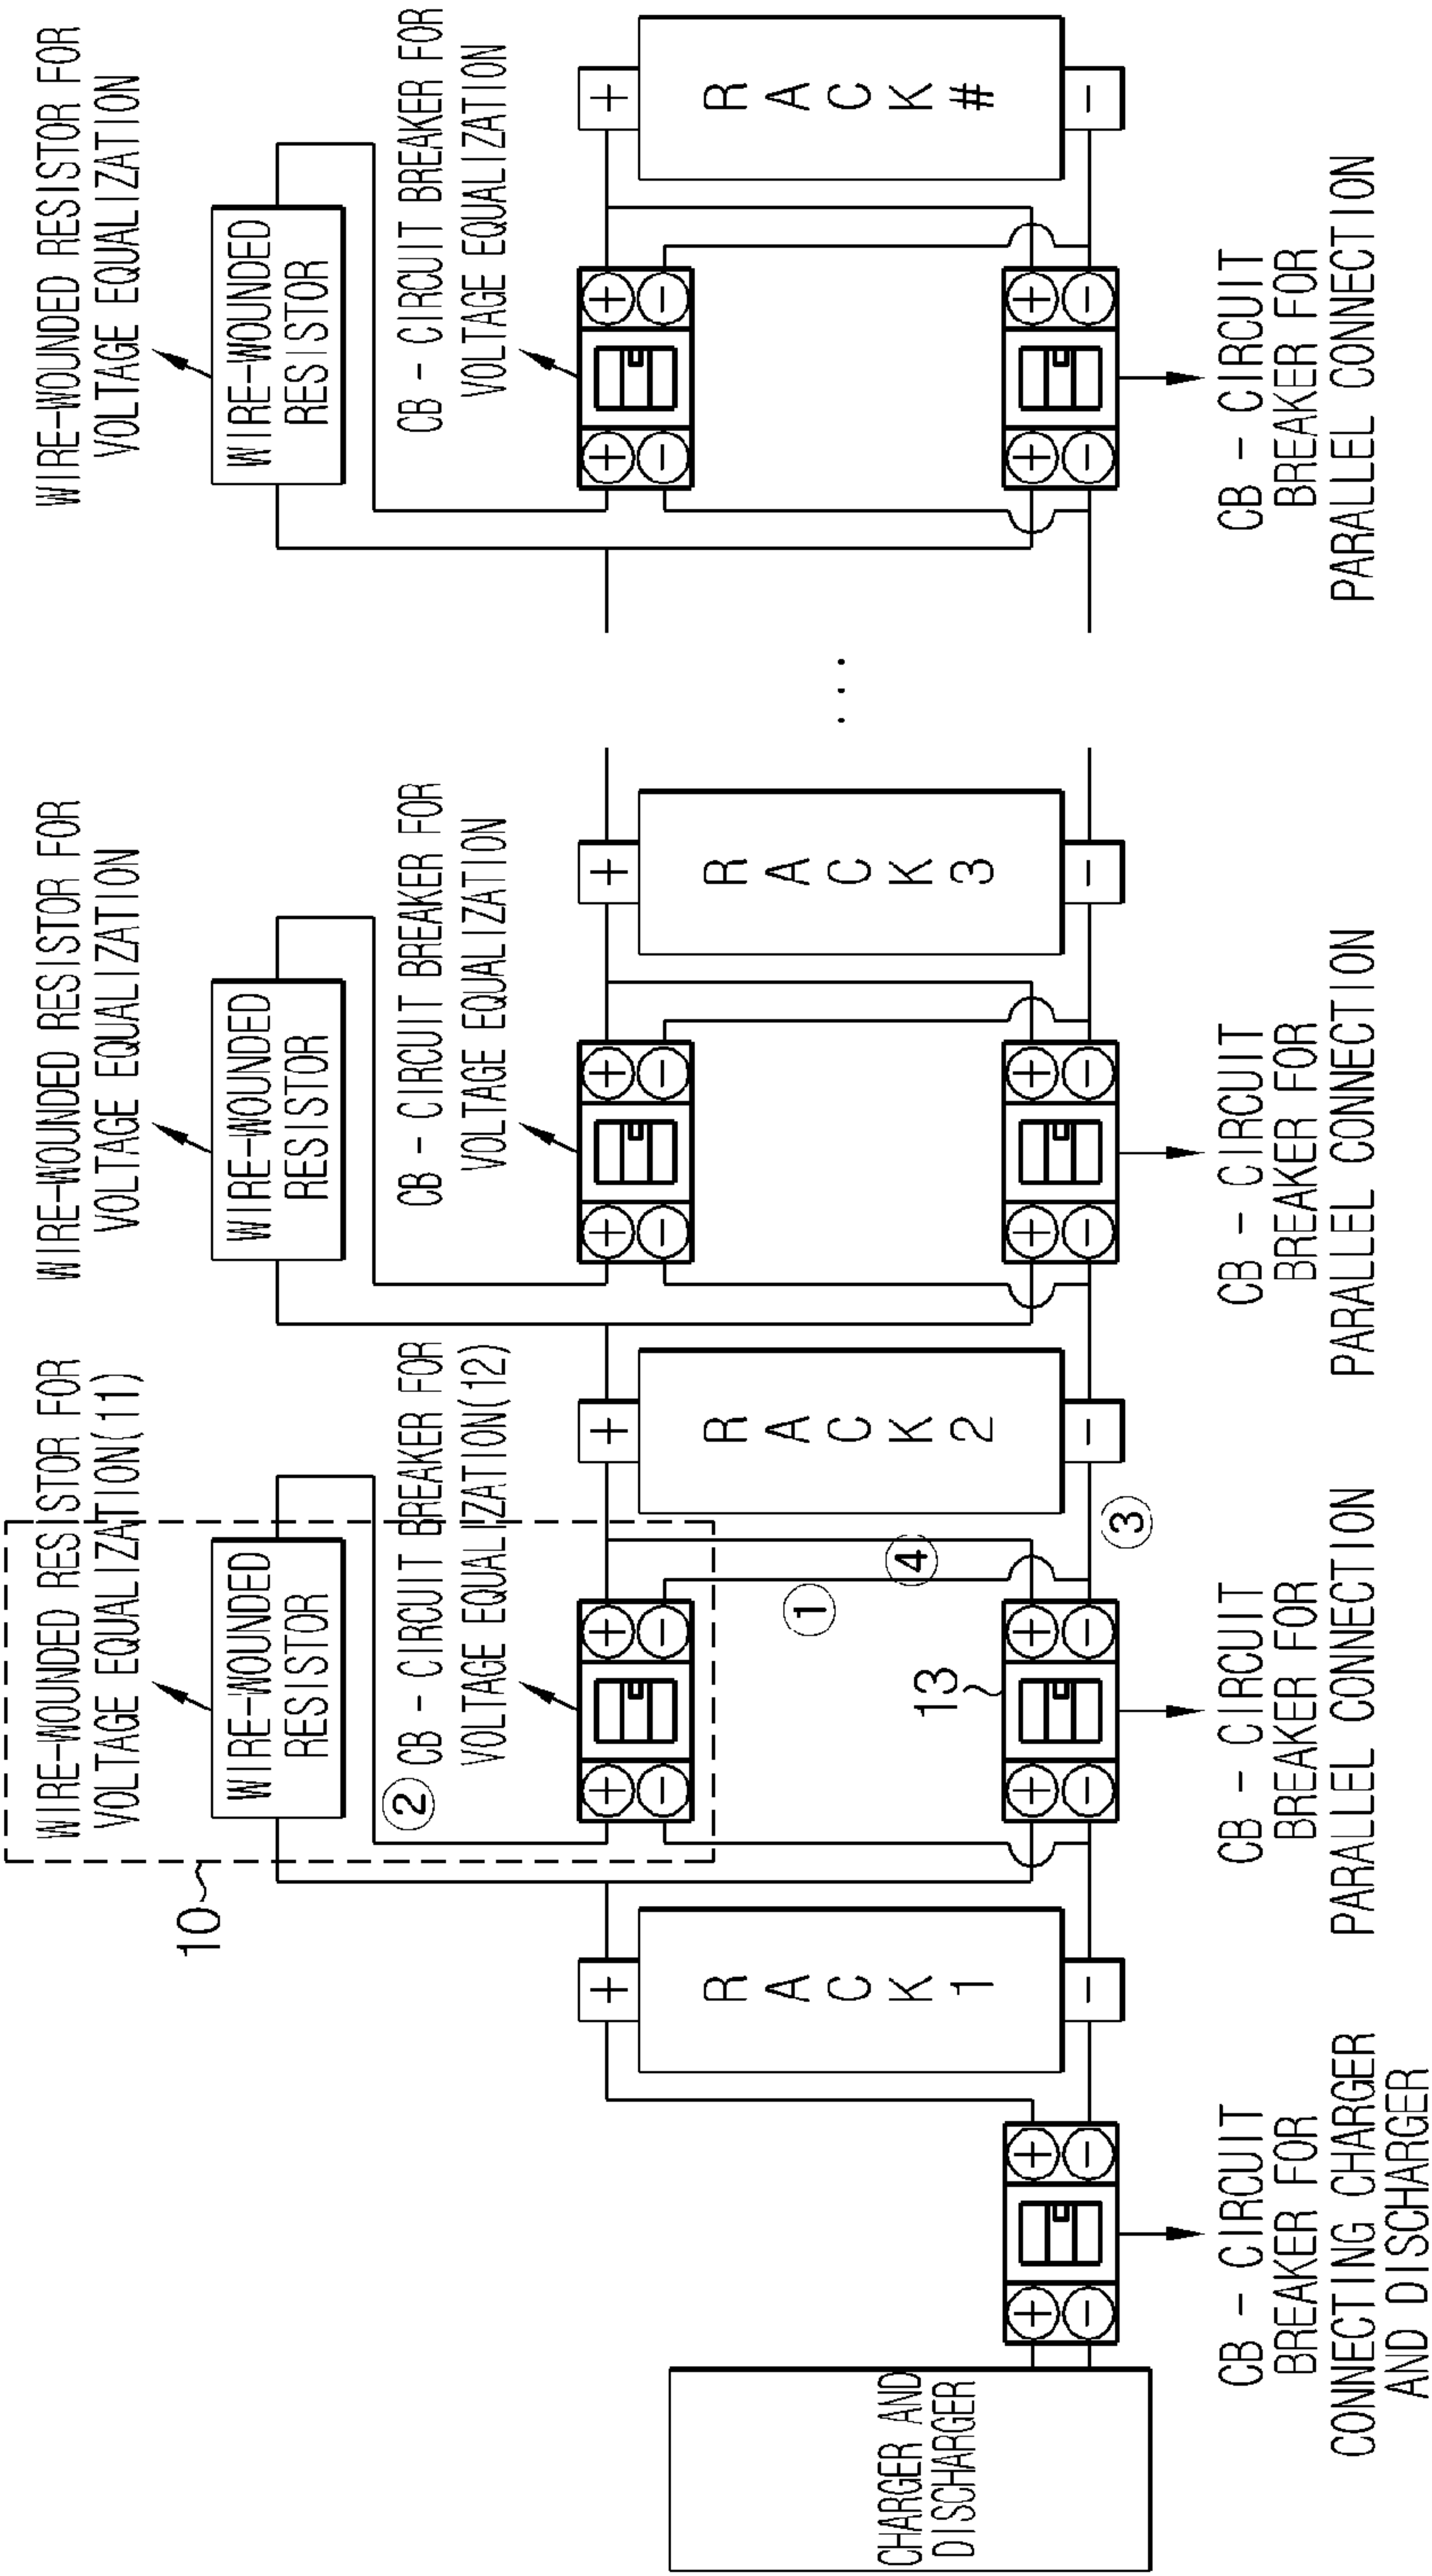 WIRE-WOUNDED RESISTOR FOR
VOLTAGE EQUALIZATION(11)
WIRE-WOUNDED RESISTOR FOR
VOLTAGE EQUALIZATION
WIRE-WOUNDED RESISTOR FOR
VOLTAGE EQUALIZATION
10
WIRE-WOUNDED
RESISTOR
WIRE-WOUNDED
RESISTOR
WIRE-WOUNDED
RESISTOR
②
CB - CIRCUIT BREAKER FOR
VOLTAGE EQUALIZATION(12)
CB - CIRCUIT BREAKER FOR
VOLTAGE EQUALIZATION
CB - CIRCUIT BREAKER FOR
VOLTAGE EQUALIZATION
+
+ +
- -
+
+ +
- -
+
+ +
- -
+
CHARGER AND
DISCHARGER
RACK1
RACK2
RACK3
...
RACK#
①
④
13
③
+ +
- -
-
+ +
- -
-
+ +
- -
-
+ +
- -
-
CB - CIRCUIT
BREAKER FOR
CONNECTING CHARGER
AND DISCHARGER
CB - CIRCUIT
BREAKER FOR
PARALLEL CONNECTION
CB - CIRCUIT
BREAKER FOR
PARALLEL CONNECTION
CB - CIRCUIT
BREAKER FOR
PARALLEL CONNECTION